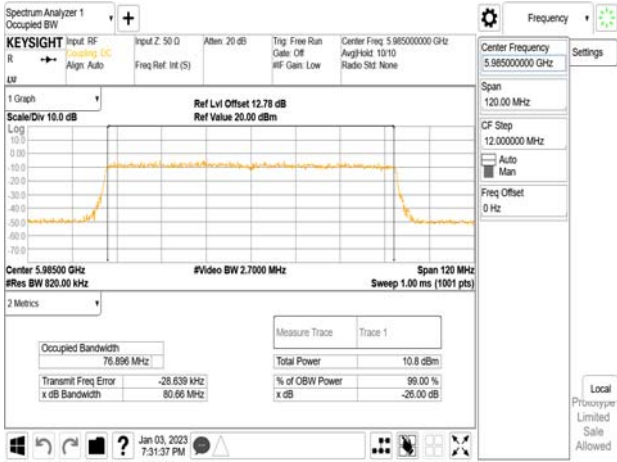 Spectrum Analyzer 1
Occupied BW
KEYSIGHT
R
LXI
Input: RF
Coupling: DC
Align: Auto
Input Z: 50 Ω
Freq Ref: Int (S)
Atten: 20 dB
Trig: Free Run
Gate: Off
#IF Gain: Low
Center Freq: 5.985000000 GHz
Avg|Hold: 10/10
Radio Std: None
1 Graph
Scale/Div 10.0 dB
Ref Lvl Offset 12.78 dB
Ref Value 20.00 dBm
Log
10.0
0.00
-10.0
-20.0
-30.0
-40.0
-50.0
-60.0
-70.0
Center 5.98500 GHz
#Res BW 820.00 kHz
#Video BW 2.7000 MHz
Span 120 MHz
Sweep 1.00 ms (1001 pts)
2 Metrics
Measure Trace
Trace 1
Occupied Bandwidth
76.896 MHz
Total Power
10.8 dBm
Transmit Freq Error
-28.639 kHz
% of OBW Power
99.00 %
x dB Bandwidth
80.66 MHz
x dB
-26.00 dB
Jan 03, 2023
7:31:37 PM
Frequency
Settings
Center Frequency
5.985000000 GHz
Span
120.00 MHz
CF Step
12.000000 MHz
Auto
Man
Freq Offset
0 Hz
Local
Prototype
Limited
Sale
Allowed